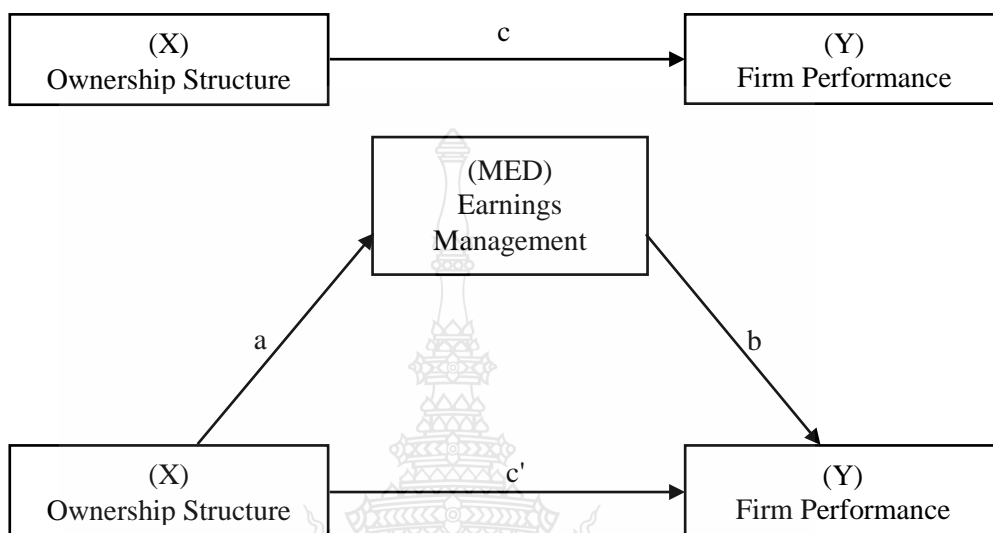 (X)
Ownership Structure
c
(Y)
Firm Performance
(MED)
Earnings
Management
a
b
(X)
Ownership Structure
c'
(Y)
Firm Performance